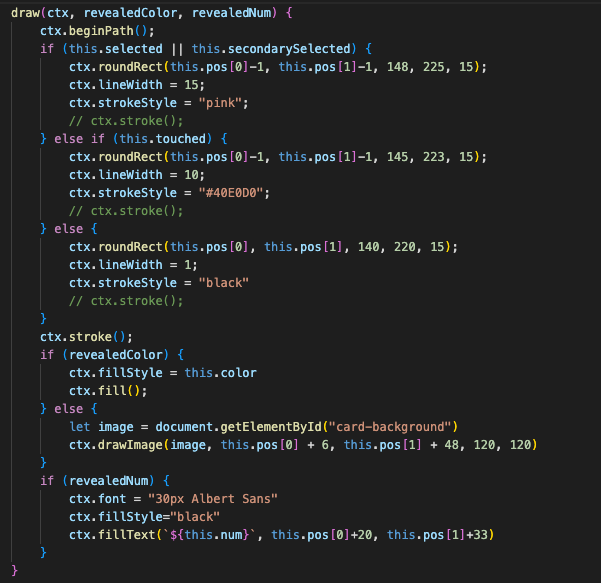 draw(ctx, revealedColor, revealedNum) {
    ctx.beginPath();
    if (this.selected || this.secondarySelected) {
        ctx.roundRect(this.pos[0]-1, this.pos[1]-1, 148, 225, 15);
        ctx.lineWidth = 15;
        ctx.strokeStyle = "pink";
        // ctx.stroke();
    } else if (this.touched) {
        ctx.roundRect(this.pos[0]-1, this.pos[1]-1, 145, 223, 15);
        ctx.lineWidth = 10;
        ctx.strokeStyle = "#40E0D0";
        // ctx.stroke();
    } else {
        ctx.roundRect(this.pos[0], this.pos[1], 140, 220, 15);
        ctx.lineWidth = 1;
        ctx.strokeStyle = "black"
        // ctx.stroke();
    }
    ctx.stroke();
    if (revealedColor) {
        ctx.fillStyle = this.color
        ctx.fill();
    } else {
        let image = document.getElementById("card-background")
        ctx.drawImage(image, this.pos[0] + 6, this.pos[1] + 48, 120, 120)
    }
    if (revealedNum) {
        ctx.font = "30px Albert Sans"
        ctx.fillStyle="black"
        ctx.fillText(`${this.num}`, this.pos[0]+20, this.pos[1]+33)
    }
}